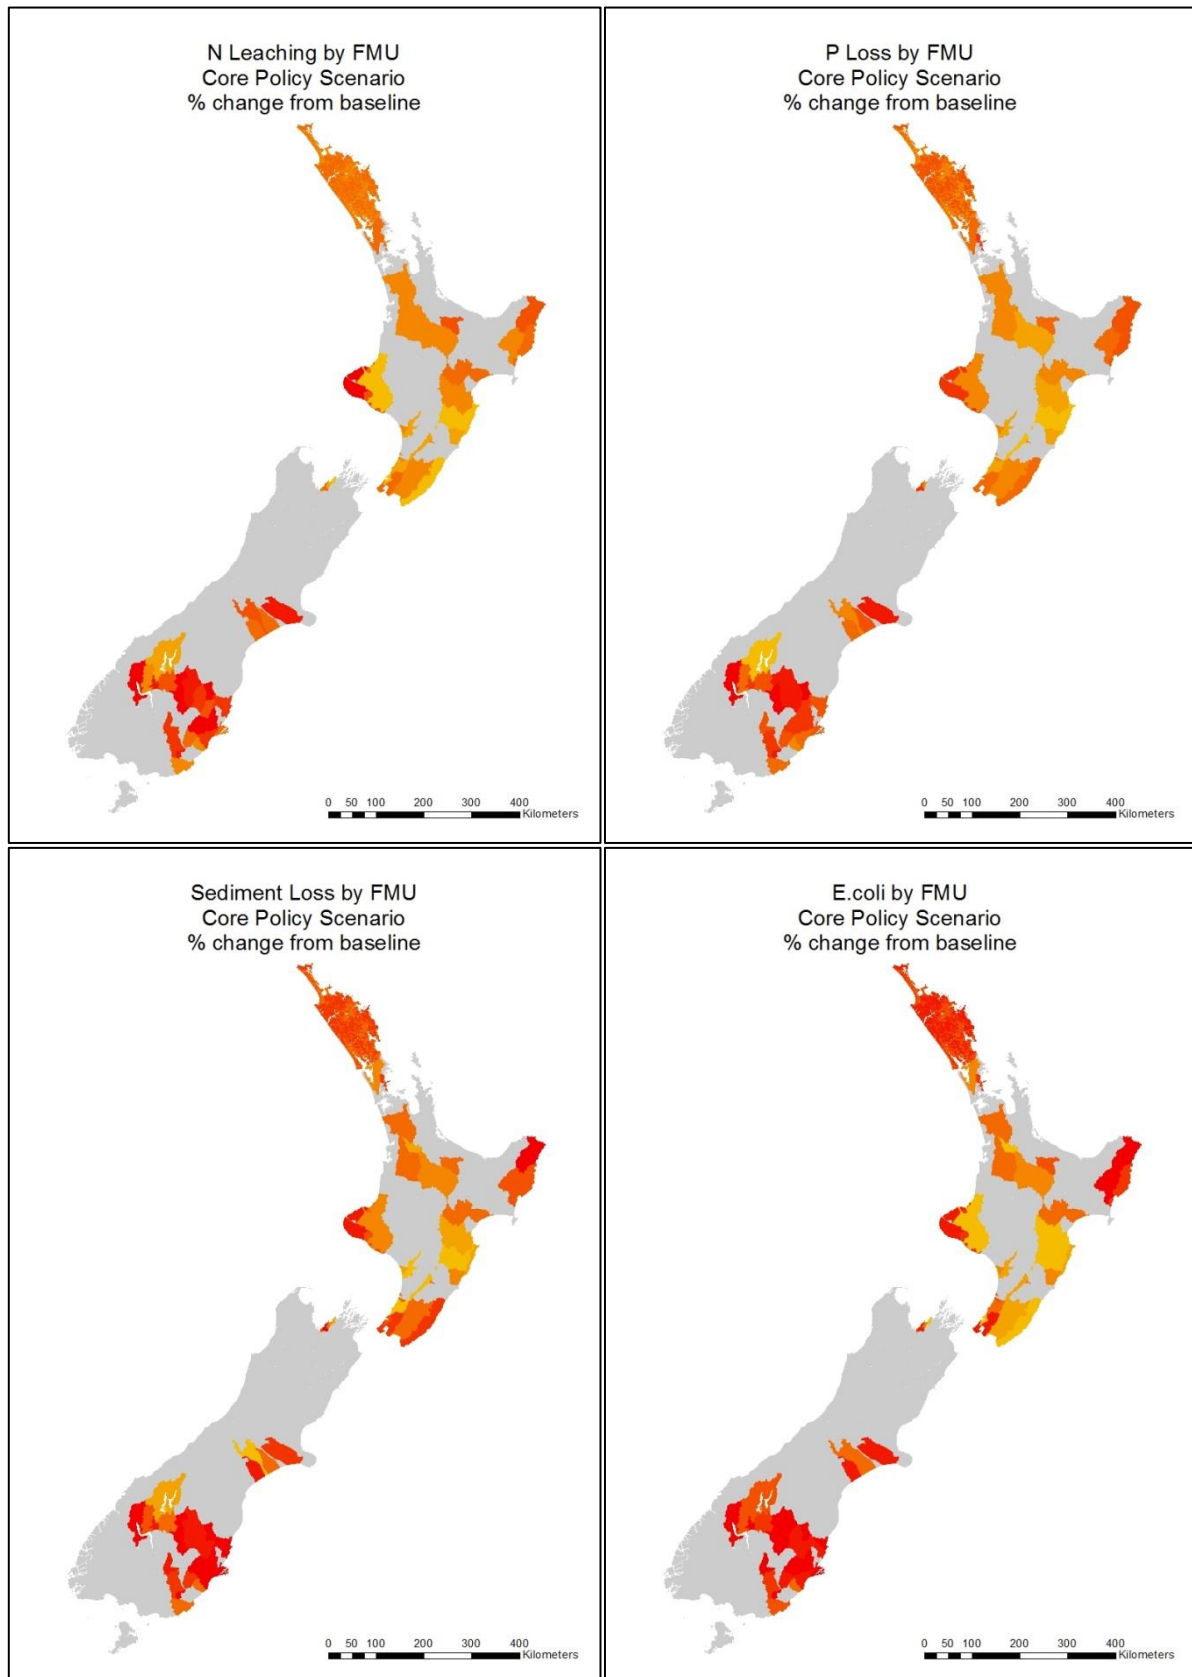 N Leaching by FMU
Core Policy Scenario
% change from baseline
0 50 100 200 300 400
Kilometers
P Loss by FMU
Core Policy Scenario
% change from baseline
0 50 100 200 300 400
Kilometers
Sediment Loss by FMU
Core Policy Scenario
% change from baseline
0 50 100 200 300 400
Kilometers
E.coli by FMU
Core Policy Scenario
% change from baseline
0 50 100 200 300 400
Kilometers